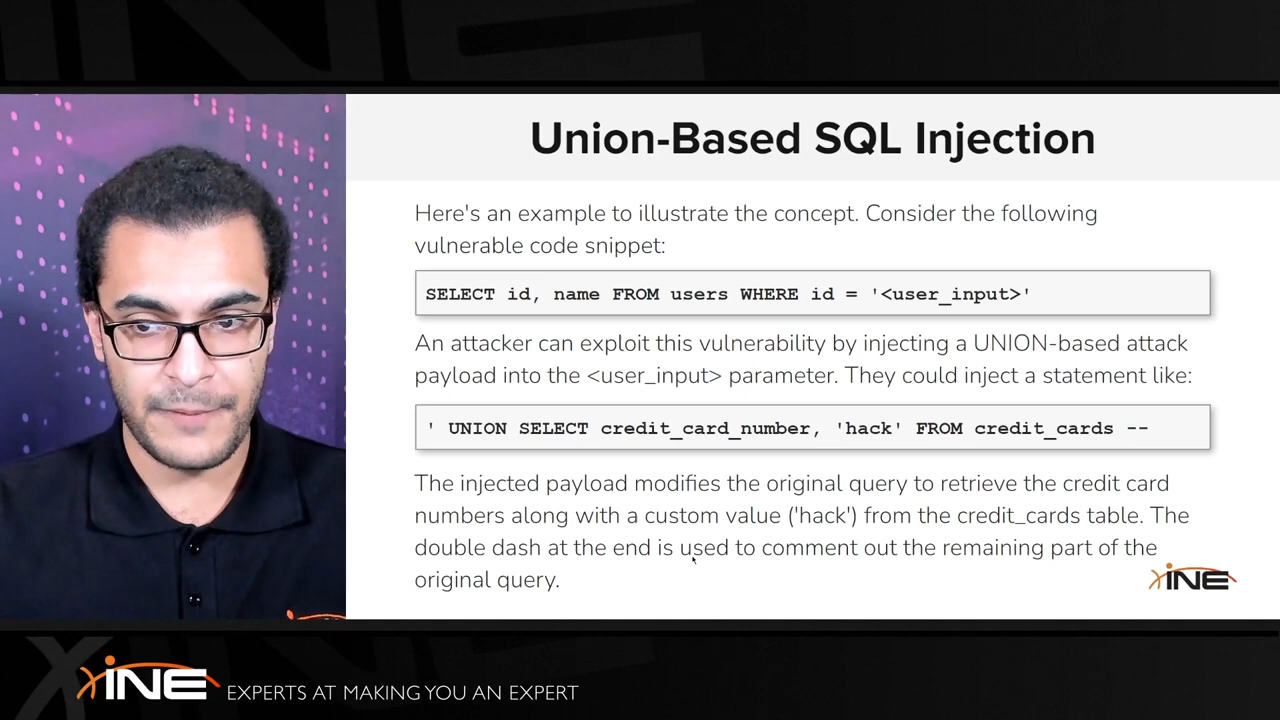 Union-Based SQL Injection
Here's an example to illustrate the concept. Consider the following
vulnerable code snippet:
SELECT id, name FROM users WHERE id = '<user_input>'
An attacker can exploit this vulnerability by injecting a UNION-based attack
payload into the <user_input> parameter. They could inject a statement like:
' UNION SELECT credit_card_number, 'hack' FROM credit_cards --
The injected payload modifies the original query to retrieve the credit card
numbers along with a custom value ('hack') from the credit_cards table. The
double dash at the end is used to comment out the remaining part of the
original query.
INE
INE EXPERTS AT MAKING YOU AN EXPERT